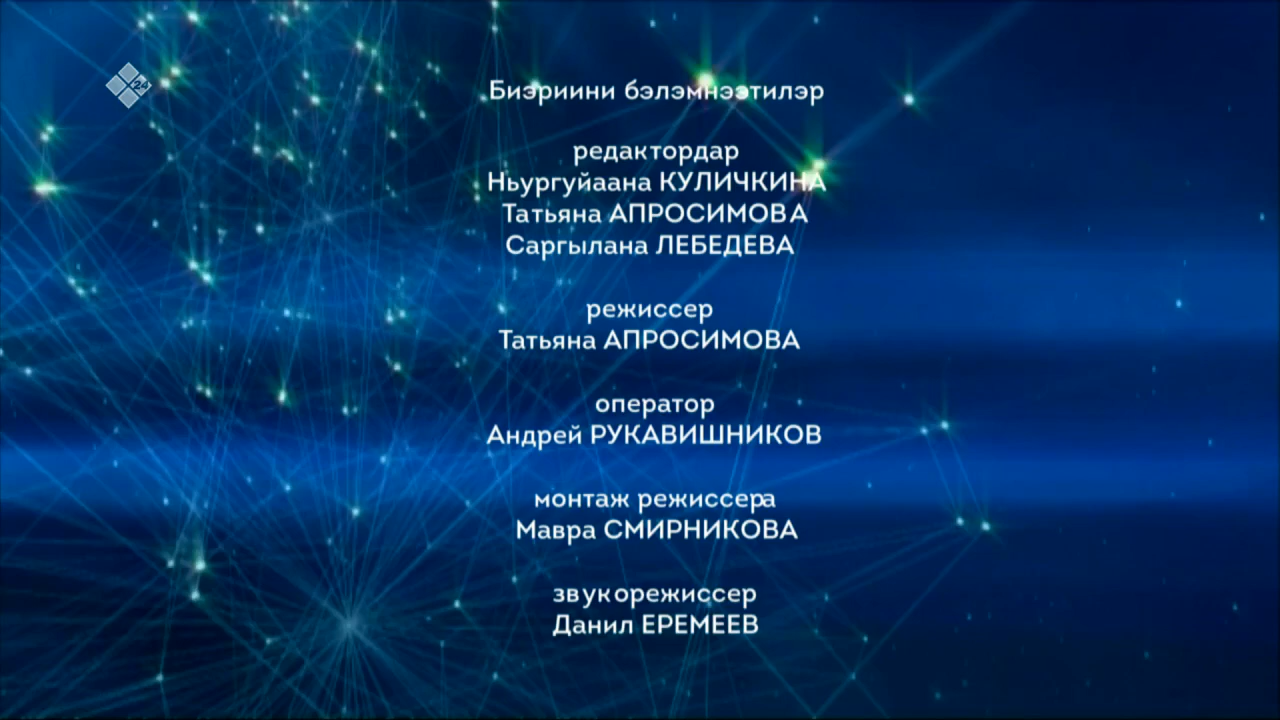 Х24
Биэриини бэлэмнээтилэр
редактордар
Ньургуйаана КУЛИЧКИНА
Татьяна АПРОСИМОВА
Саргылана ЛЕБЕДЕВА
режиссер
Татьяна АПРОСИМОВА
оператор
Андрей РУКАВИШНИКОВ
монтаж режиссера
Мавра СМИРНИКОВА
звукорежиссер
Данил ЕРЕМЕЕВ